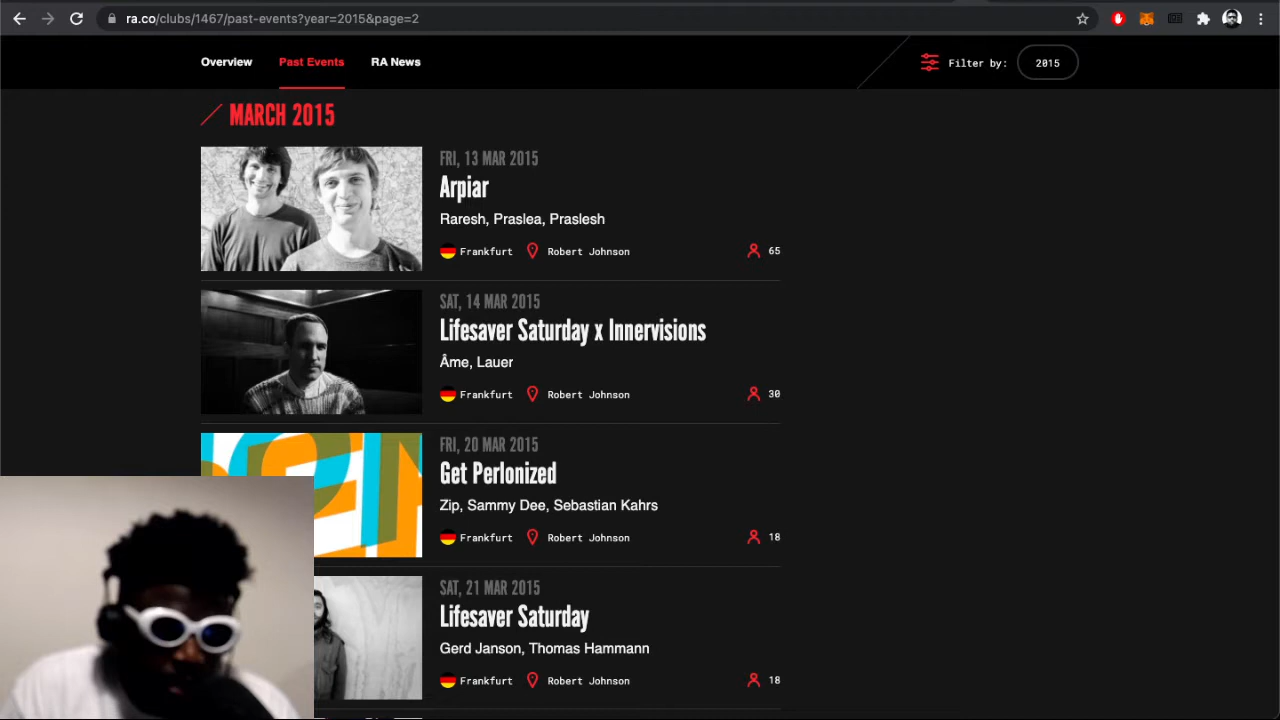 ra.co/clubs/1467/past-events?year=2015&page=2
Overview Past Events RA News Filter by: 2015
MARCH 2015
FRI, 13 MAR 2015
Arpiar
Raresh, Praslea, Praslesh
Frankfurt Robert Johnson 65
SAT, 14 MAR 2015
Lifesaver Saturday x Innervisions
Âme, Lauer
Frankfurt Robert Johnson 30
FRI, 20 MAR 2015
Get Perlonized
Zip, Sammy Dee, Sebastian Kahrs
Frankfurt Robert Johnson 18
SAT, 21 MAR 2015
Lifesaver Saturday
Gerd Janson, Thomas Hammann
Frankfurt Robert Johnson 18